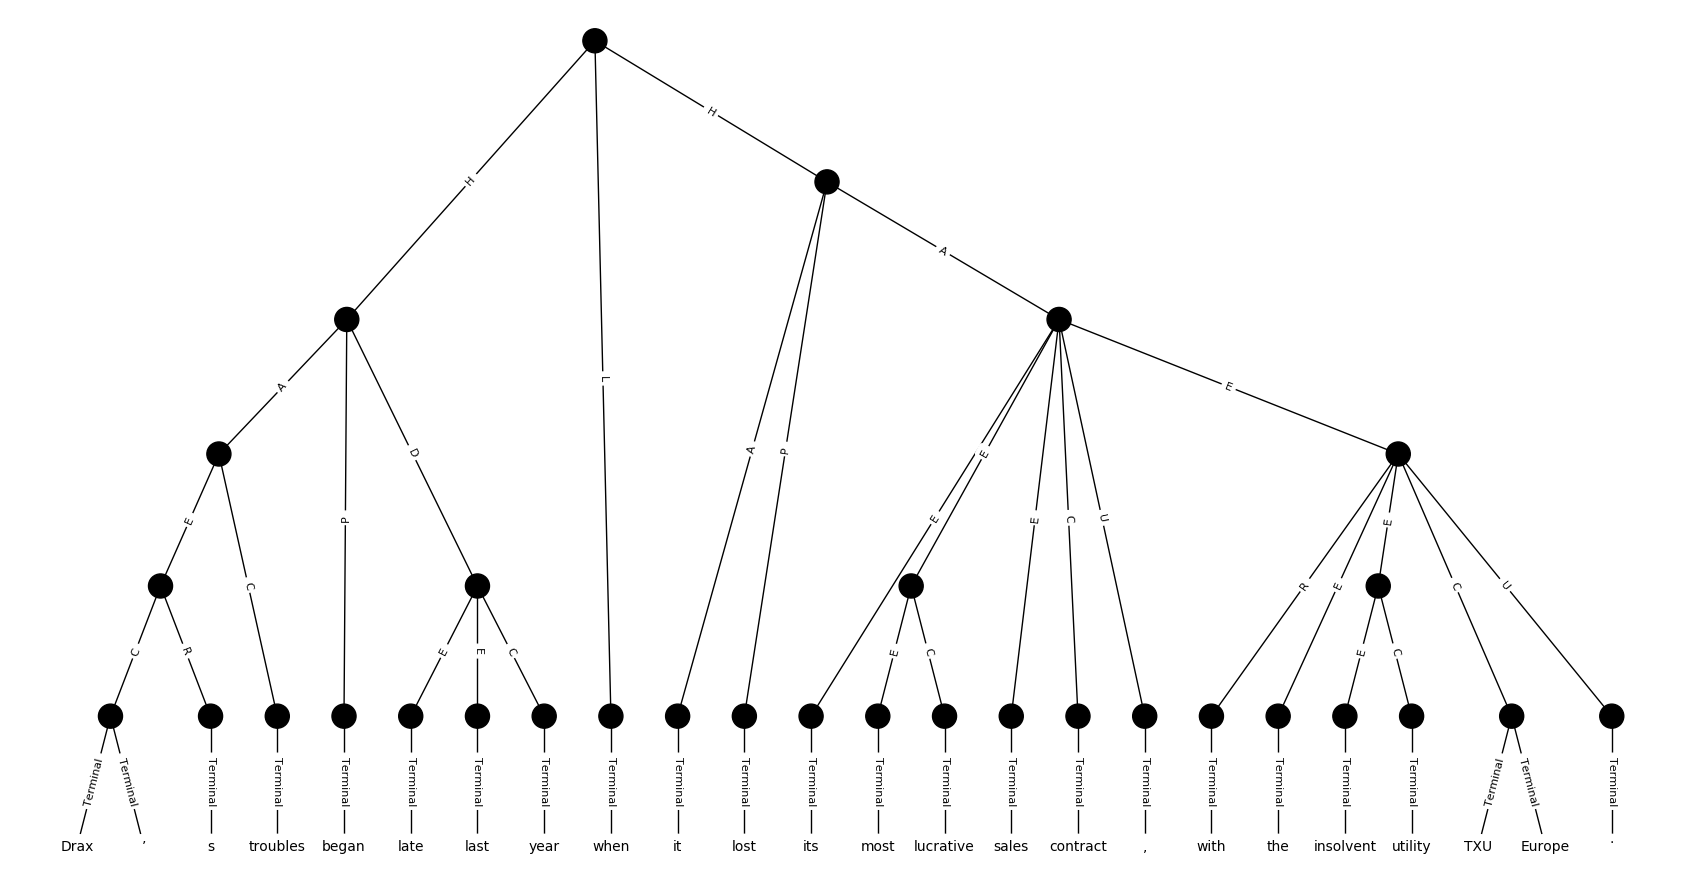 H
H
A
A
E
D
L
A
P
E
E
P
E
C
E
C
U
E
C
R
E
E
C
U
C
R
E
E
C
E
C
E
C
Terminal Terminal Terminal Terminal Terminal Terminal Terminal Terminal Terminal Terminal Terminal Terminal Terminal Terminal Terminal Terminal Terminal Terminal Terminal Terminal Terminal Terminal Terminal Terminal
Drax ' s troubles began late last year when it lost its most lucrative sales contract , with the insolvent utility TXU Europe .